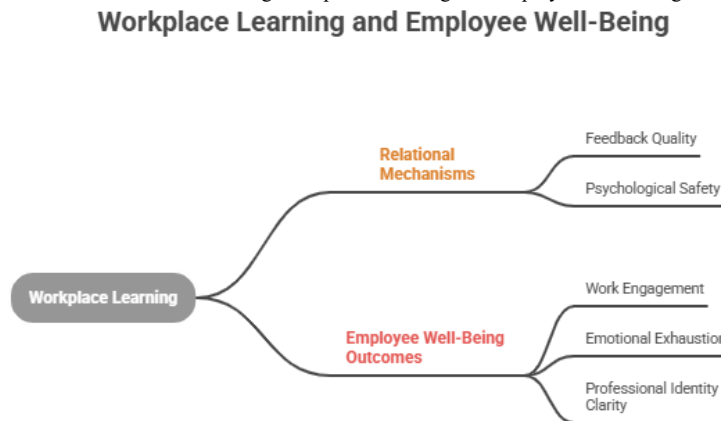 Workplace Learning and Employee Well-Being
Relational
Mechanisms
Feedback Quality
Psychological Safety
Workplace Learning
Work Engagement
Employee Well-Being
Outcomes
Emotional Exhaustion
Professional Identity
Clarity